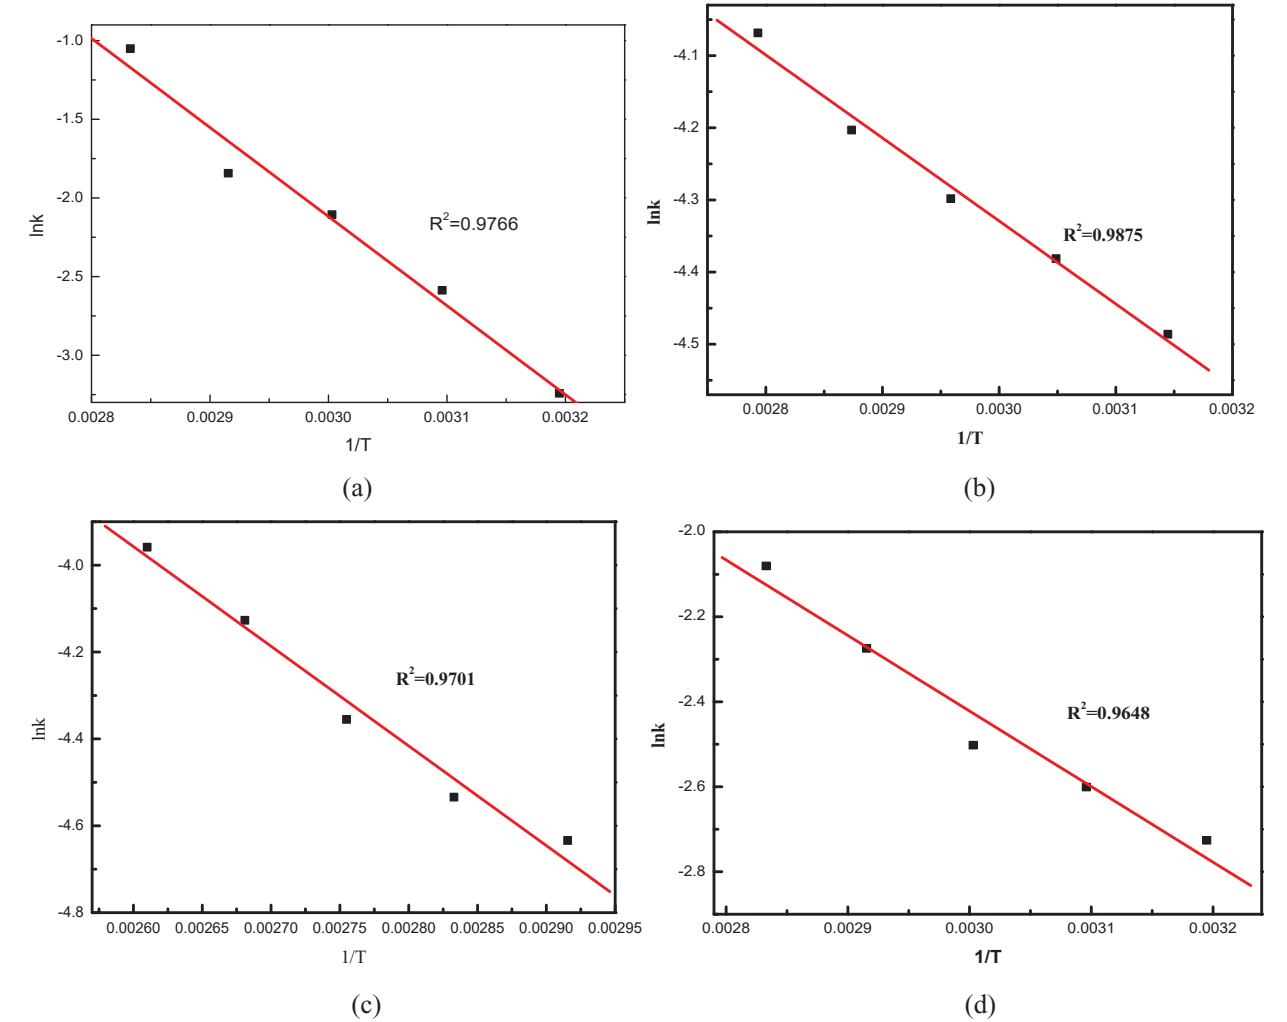 -1.0
-1.5
-2.0
-2.5
-3.0
lnk
R²=0.9766
0.0028 0.0029 0.0030 0.0031 0.0032
1/T
(a)
-4.1
-4.2
-4.3
-4.4
-4.5
lnk
R²=0.9875
0.0028 0.0029 0.0030 0.0031 0.0032
1/T
(b)
-4.0
-4.2
-4.4
-4.6
-4.8
lnk
R²=0.9701
0.00260 0.00265 0.00270 0.00275 0.00280 0.00285 0.00290 0.00295
1/T
(c)
-2.0
-2.2
-2.4
-2.6
-2.8
lnk
R²=0.9648
0.0028 0.0029 0.0030 0.0031 0.0032
1/T
(d)